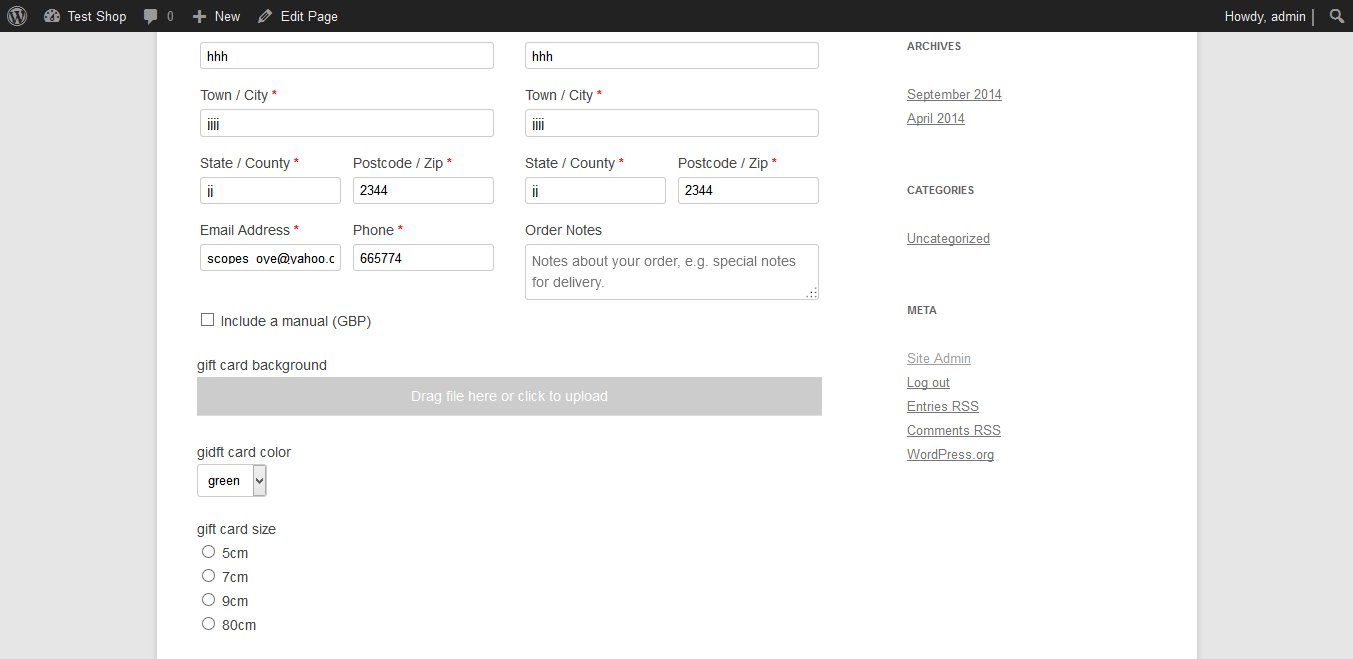 Test Shop 0 New Edit Page Howdy, admin
hhh hhh
Town / City * Town / City *
iiii iiii
State / County * Postcode / Zip * State / County * Postcode / Zip *
ii 2344 ii 2344
Email Address * Phone * Order Notes
scopes_oye@yahoo.c 665774 Notes about your order, e.g. special notes
for delivery.
Include a manual (GBP)
gift card background
Drag file here or click to upload
gidft card color
green
gift card size
5cm
7cm
9cm
80cm
ARCHIVES
September 2014
April 2014
CATEGORIES
Uncategorized
META
Site Admin
Log out
Entries RSS
Comments RSS
WordPress.org